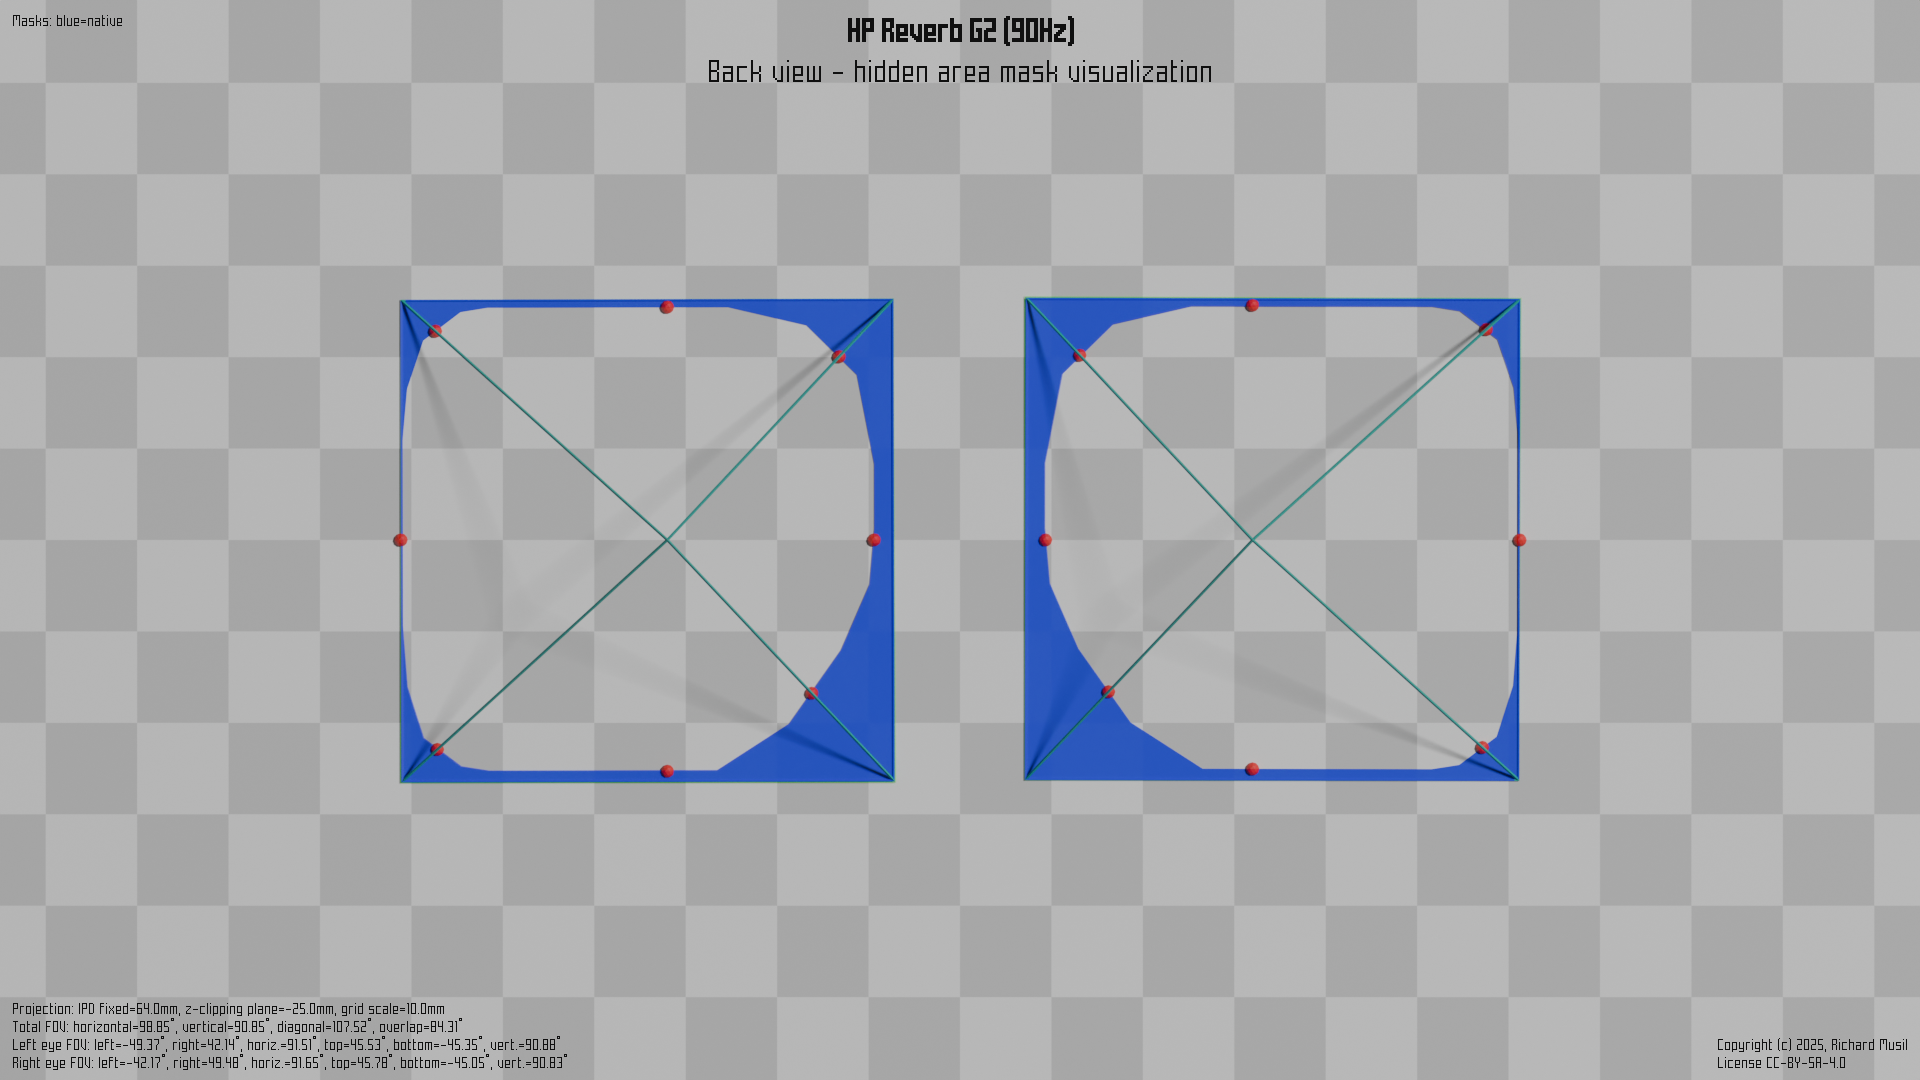 Masks: blue=native
HP Reverb G2 (90Hz)
Back view - hidden area mask visualization
Projection: IPD fixed=64.0mm, z-clipping plane=-25.0mm, grid scale=10.0mm
Total FOV: horizontal=98.85°, vertical=90.85°, diagonal=107.52°, overlap=84.31°
Left eye FOV: left=-49.37°, right=42.14°, horiz.=91.51°, top=45.53°, bottom=-45.35°, vert.=90.88°
Right eye FOV: left=-42.17°, right=49.48°, horiz.=91.65°, top=45.78°, bottom=-45.05°, vert.=90.83°
Copyright (c) 2025, Richard Musil
License CC-BY-SA-4.0